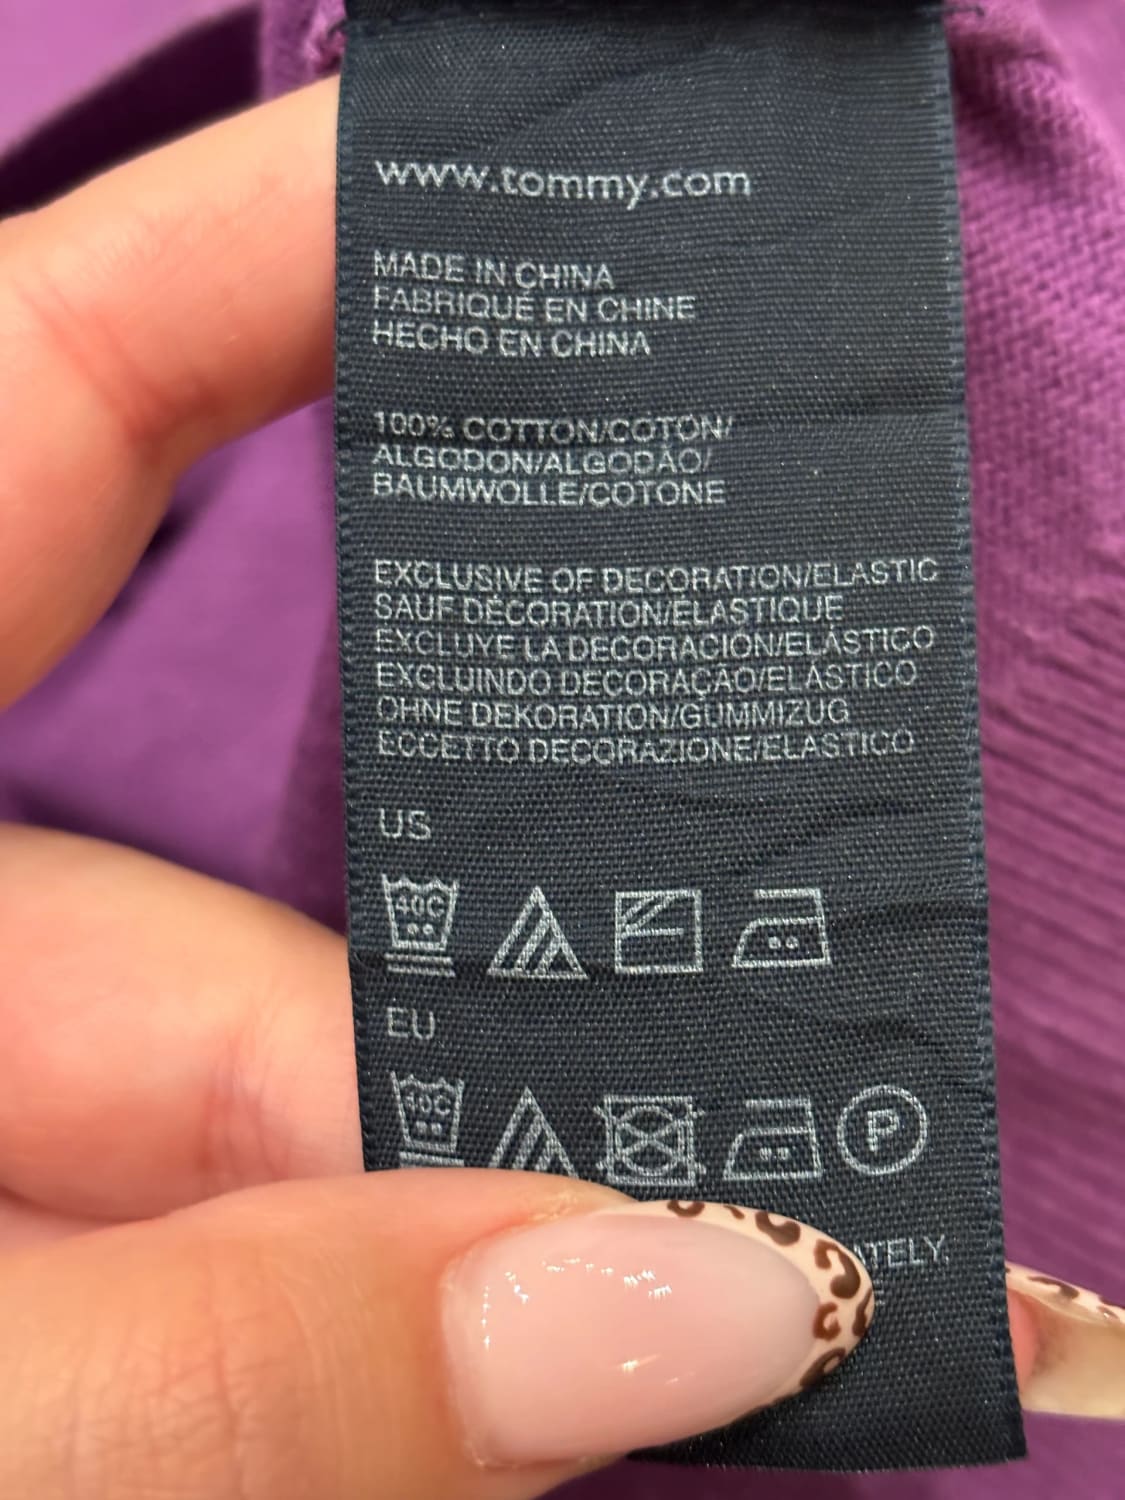 www.tommy.com
MADE IN CHINA
FABRIQUÉ EN CHINE
HECHO EN CHINA
100% COTTON/COTON/
ALGODON/ALGODÃO/
BAUMWOLLE/COTONE
EXCLUSIVE OF DECORATION/ELASTIC
SAUF DÉCORATION/ÉLASTIQUE
EXCLUYE LA DECORACIÓN/ELÁSTICO
EXCLUINDO DECORAÇÃO/ELÁSTICO
OHNE DEKORATION/GUMMIZUG
ECCETTO DECORAZIONE/ELASTICO
US
40C
EU
40C
P